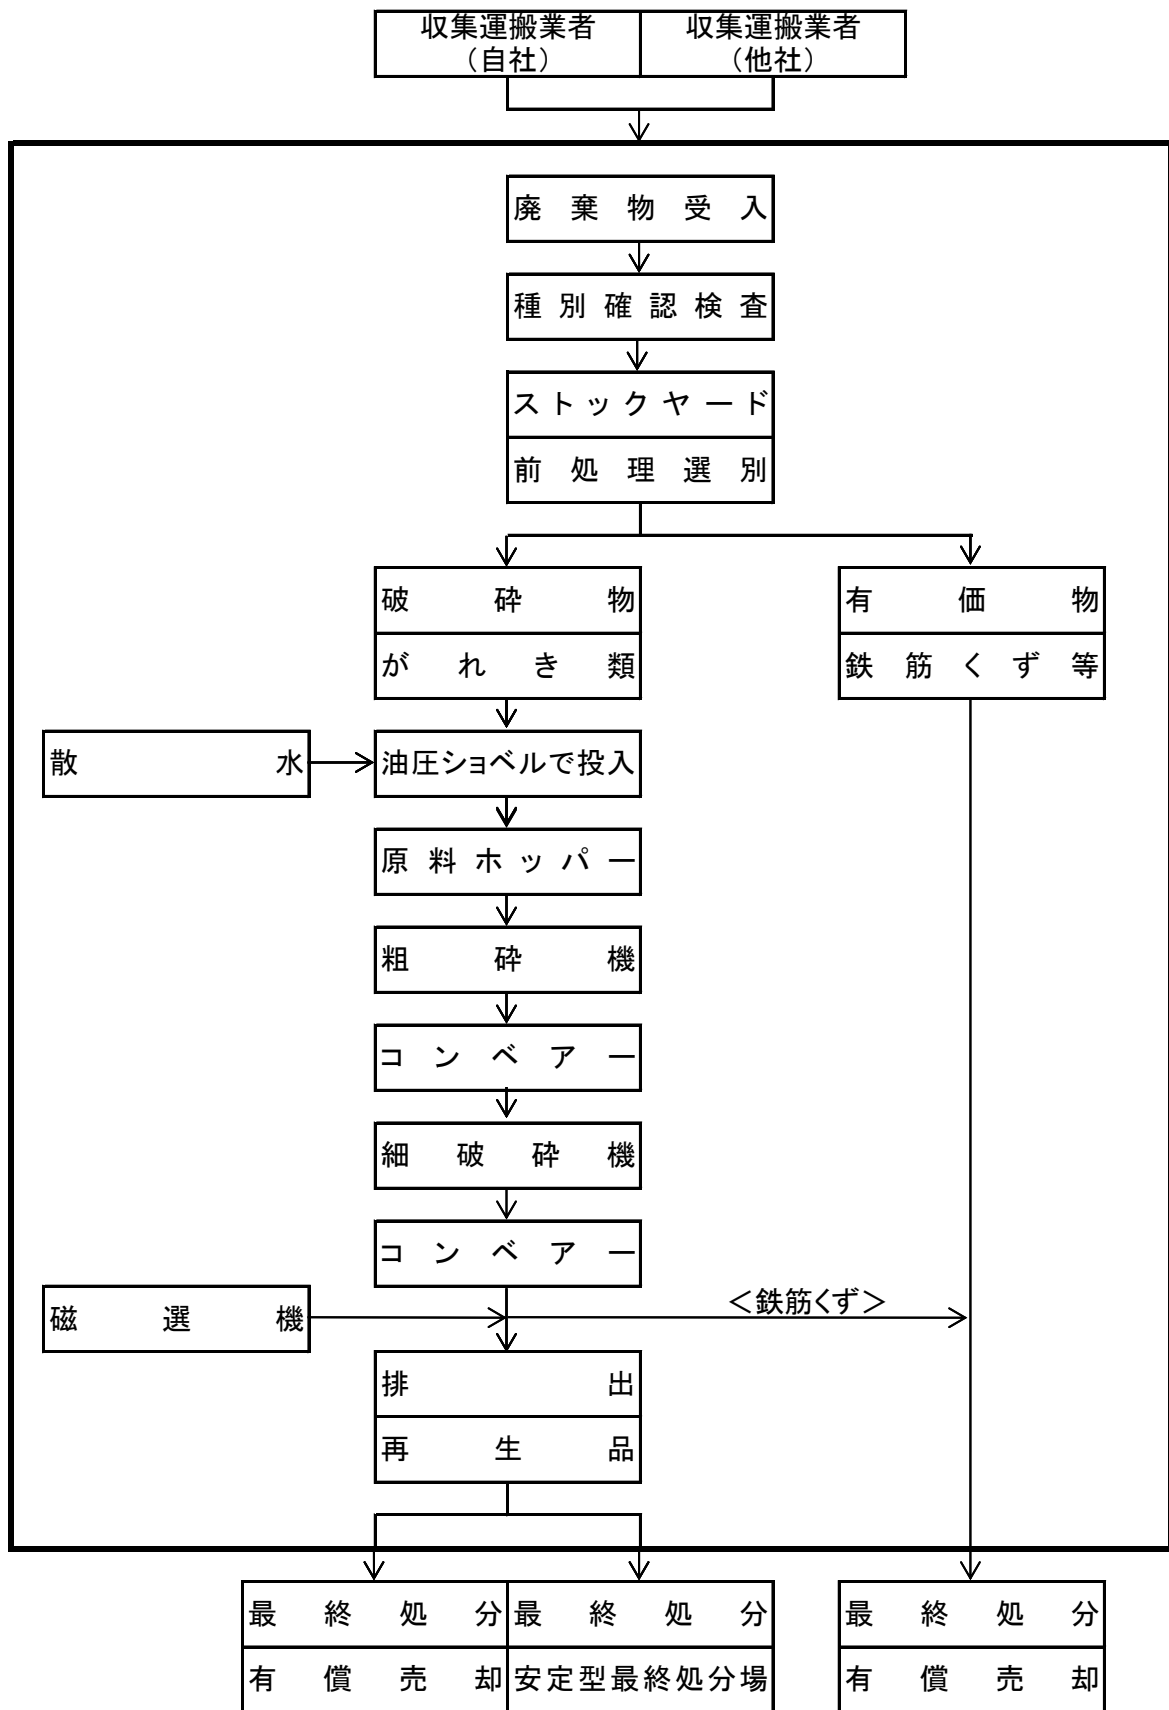 収集運搬業者
（自社）
収集運搬業者
（他社）
廃棄物受入
種別確認検査
ストックヤード
前処理選別
破砕物
がれき類
有価物
鉄筋くず等
散水
油圧ショベルで投入
原料ホッパー
粗砕機
コンベアー
細破砕機
コンベアー
磁選機
＜鉄筋くず＞
排出
再生品
最終処分
有償売却
最終処分
安定型最終処分場
最終処分
有償売却